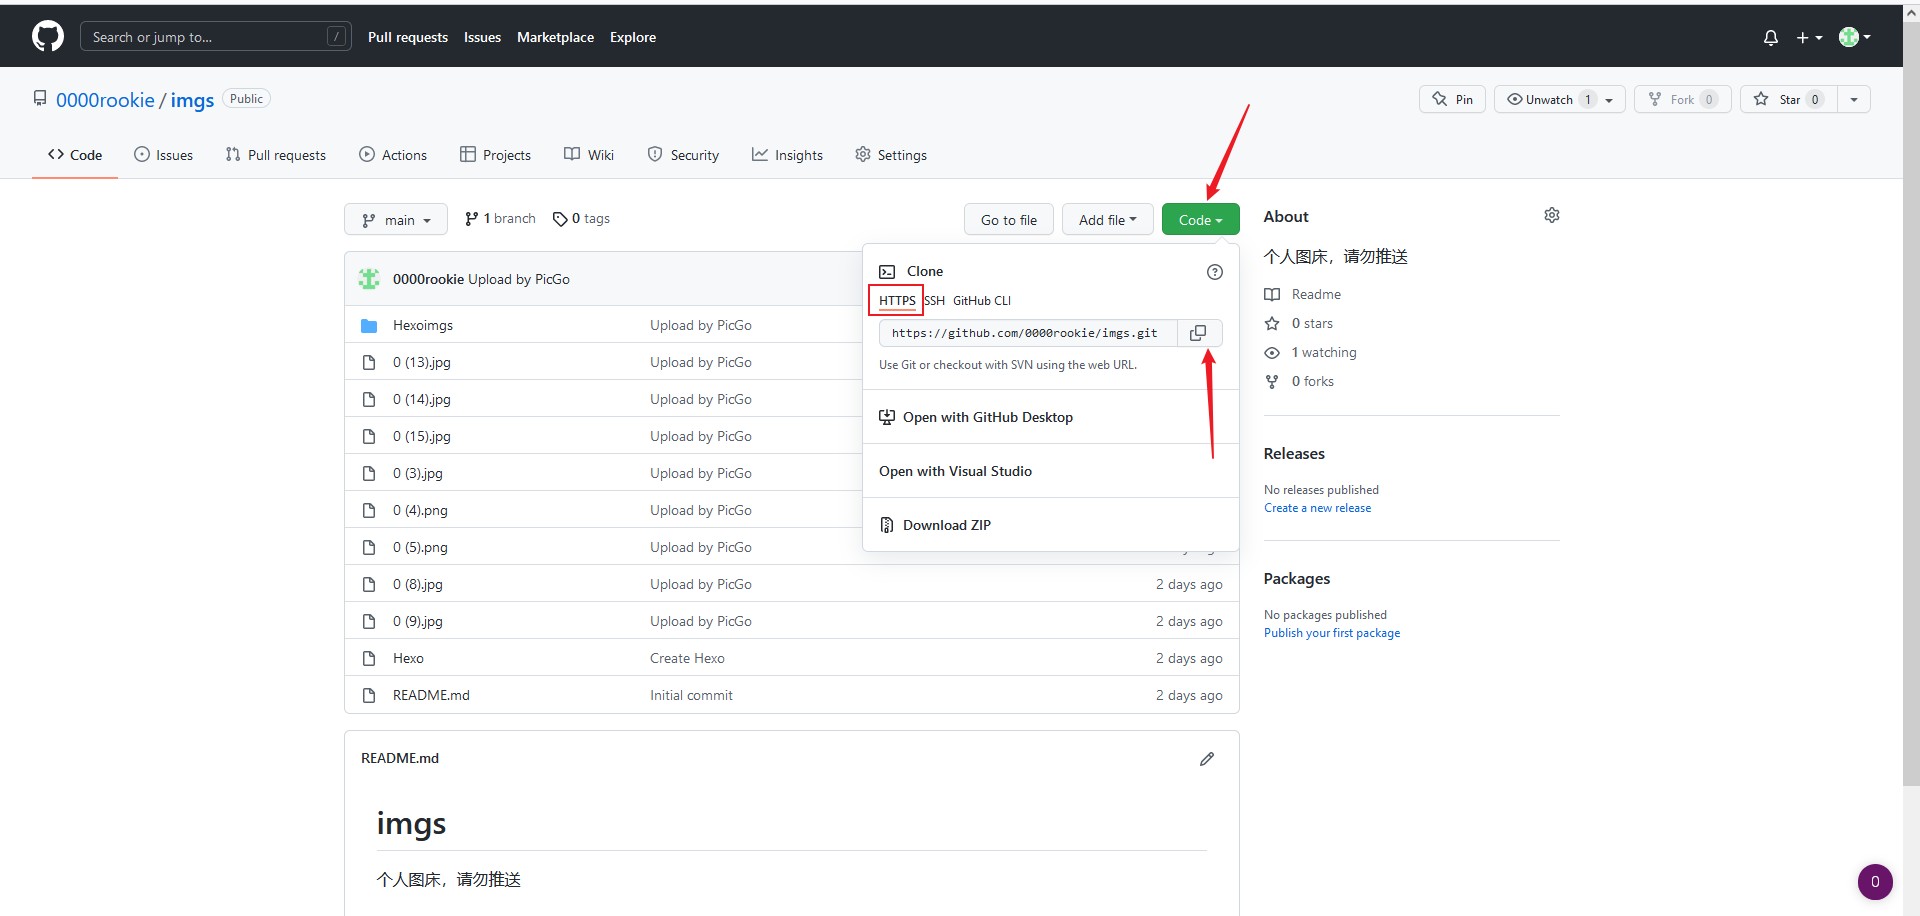 Search or jump to... / Pull requests Issues Marketplace Explore
0000rookie / imgs Public Pin Unwatch 1 Fork 0 Star 0
Code Issues Pull requests Actions Projects Wiki Security Insights Settings
main 1 branch 0 tags Go to file Add file Code
0000rookie Upload by PicGo
Hexoimgs Upload by PicGo
0 (13).jpg Upload by PicGo
0 (14).jpg Upload by PicGo
0 (15).jpg Upload by PicGo
0 (3).jpg Upload by PicGo
0 (4).png Upload by PicGo
0 (5).png Upload by PicGo
0 (8).jpg Upload by PicGo 2 days ago
0 (9).jpg Upload by PicGo 2 days ago
Hexo Create Hexo 2 days ago
README.md Initial commit 2 days ago
Clone
HTTPS SSH GitHub CLI
https://github.com/0000rookie/imgs.git
Use Git or checkout with SVN using the web URL.
Open with GitHub Desktop
Open with Visual Studio
Download ZIP
About
个人图床，请勿推送
Readme
0 stars
1 watching
0 forks
Releases
No releases published
Create a new release
Packages
No packages published
Publish your first package
README.md
imgs
个人图床，请勿推送
0